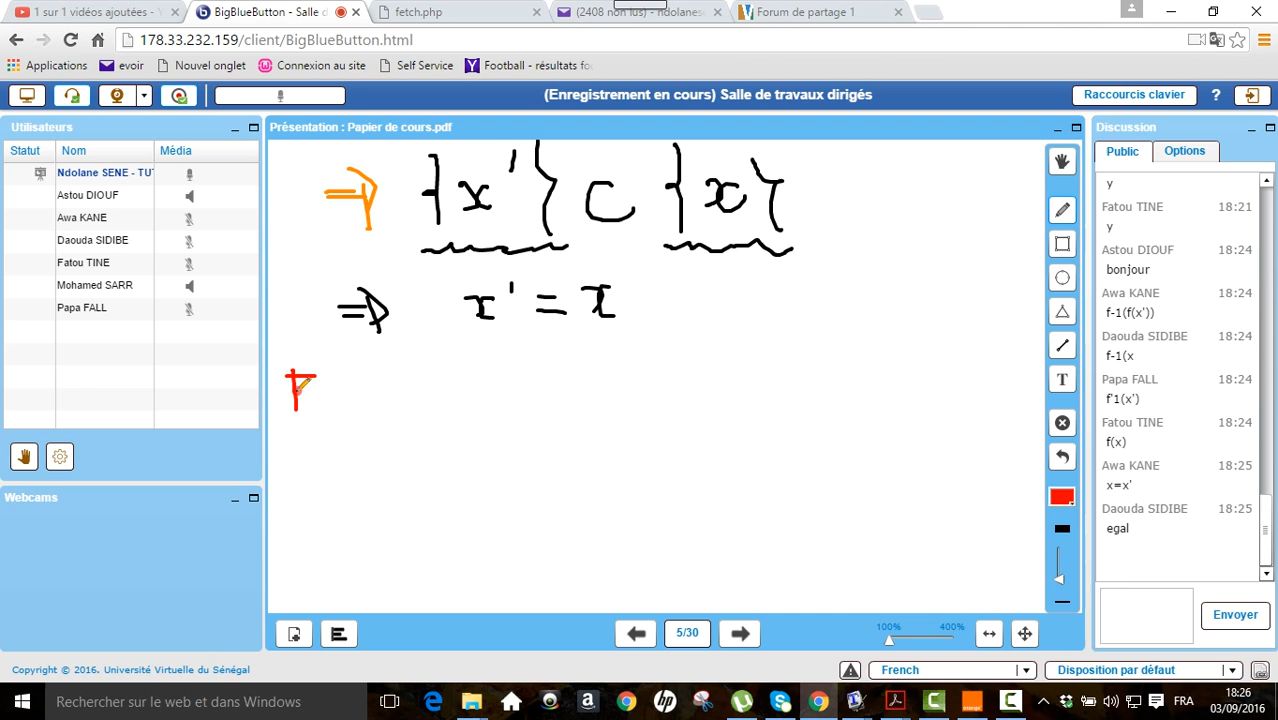 1 sur 1 vidéos ajoutées
BigBlueButton - Salle d
fetch.php
(2408 non lus) - ndolanese
Forum de partage 1
178.33.232.159/client/BigBlueButton.html
Applications
evoir
Nouvel onglet
Connexion au site
Self Service
Football - résultats fo
(Enregistrement en cours) Salle de travaux dirigés
Raccourcis clavier
?
Utilisateurs
Statut Nom Média
Ndolane SENE - TUT
Astou DIOUF
Awa KANE
Daouda SIDIBE
Fatou TINE
Mohamed SARR
Papa FALL
Webcams
Présentation : Papier de cours.pdf
⇒ {x'} ⊂ {x}
⇒ x' = x
T
5/30
100% 400%
Discussion
Public Options
y
Fatou TINE 18:21
y
Astou DIOUF 18:24
bonjour
Awa KANE 18:24
f-1(f(x'))
Daouda SIDIBE 18:24
f-1(x
Papa FALL 18:24
f'1(x')
Fatou TINE 18:24
f(x)
Awa KANE 18:25
x=x'
Daouda SIDIBE 18:25
egal
Envoyer
Copyright © 2016. Université Virtuelle du Sénégal
French
Disposition par défaut
Rechercher sur le web et dans Windows
FRA
18:26
03/09/2016